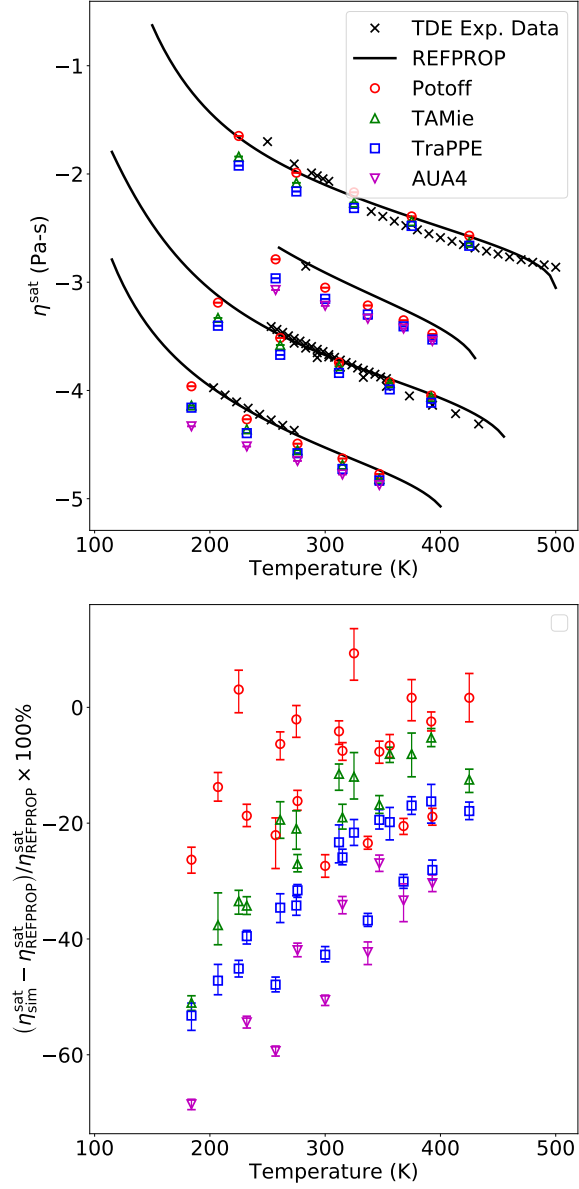 TDE Exp. Data
REFPROP
Potoff
TAMie
TraPPE
AUA4
−1
−2
−3
−4
−5
η^sat (Pa-s)
100 200 300 400 500
Temperature (K)
0
−20
−40
−60
(η^sat_sim − η^sat_REFPROP)/η^sat_REFPROP × 100%
100 200 300 400 500
Temperature (K)